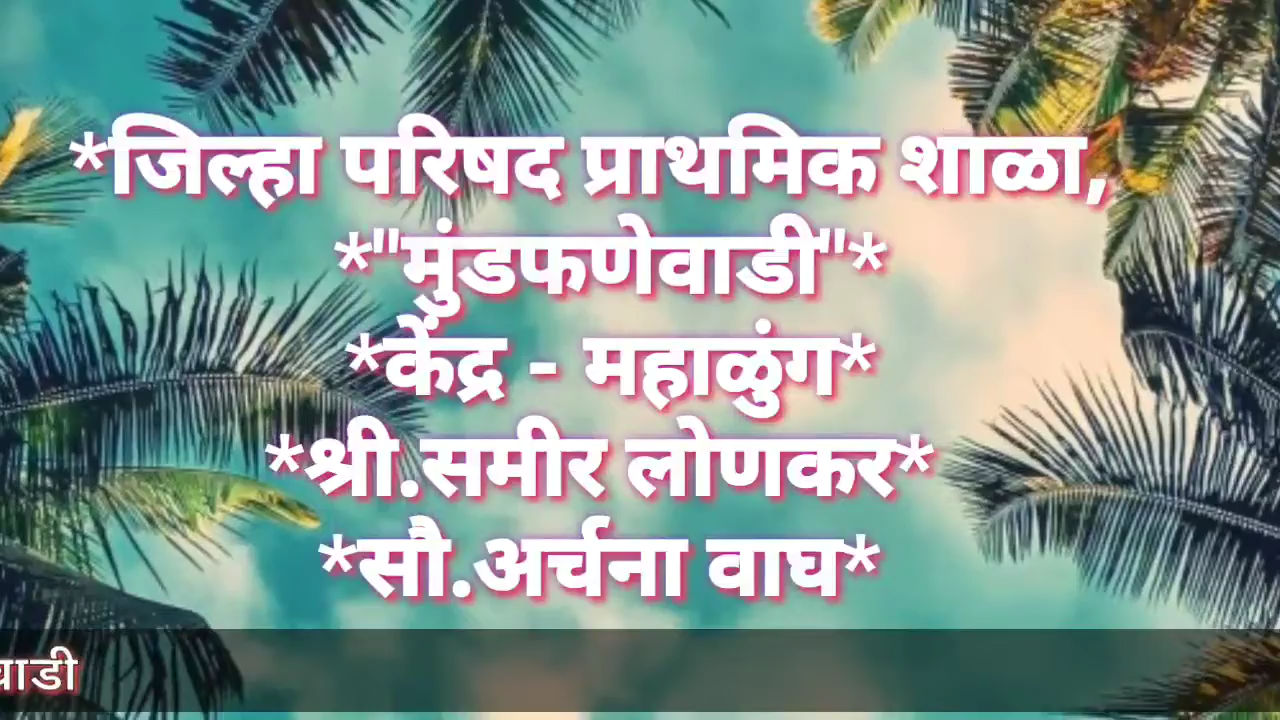 *जिल्हा परिषद प्राथमिक शाळा,
*"मुंडफणेवाडी"*
*केंद्र - महाळुंग*
*श्री.समीर लोणकर*
*सौ.अर्चना वाघ*
वाडी